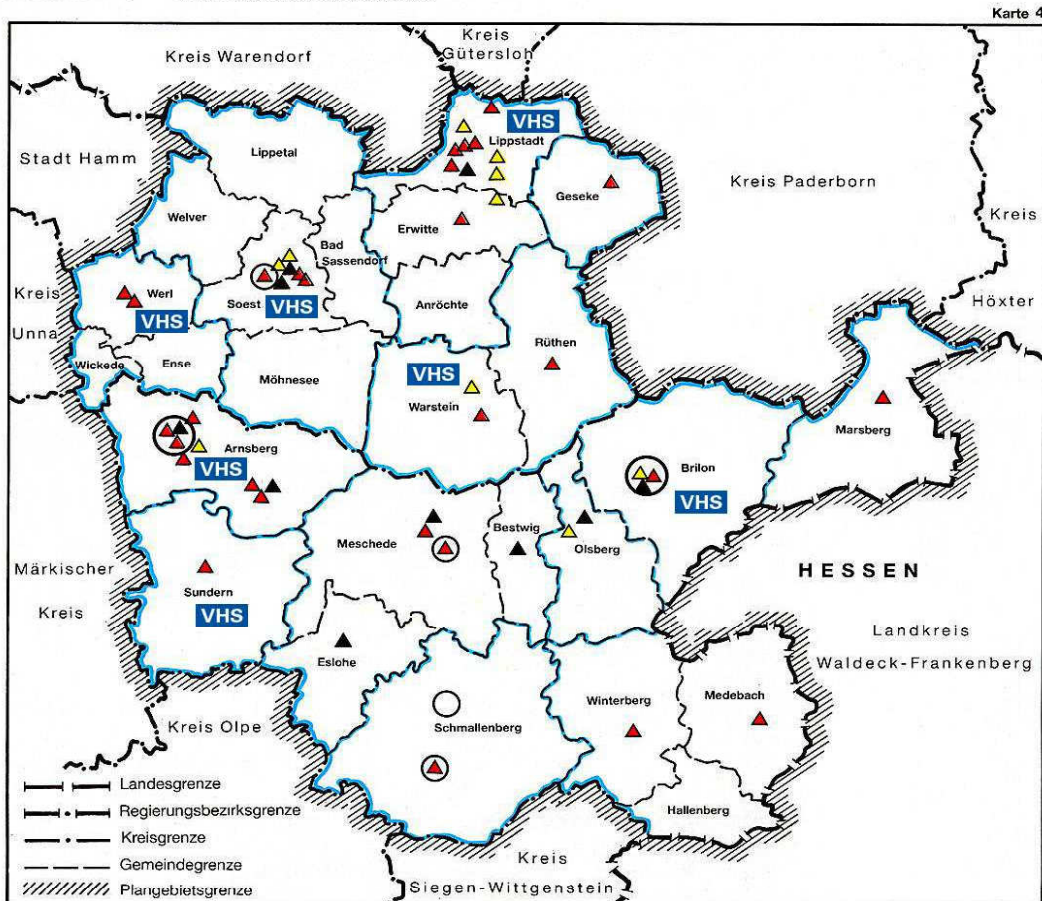 Karte 4
Kreis
Gütersloh
Kreis Warendorf
VHS
Lippstadt
Stadt Hamm
Lippetal
Kreis Paderborn
Geseke
Welver
Erwitte
Bad
Sassendorf
Kreis
Höxter
Kreis
Unna
Werl
VHS
Soest
VHS
Anröchte
Rüthen
Wickede
Ense
Möhnesee
VHS
Warstein
Marsberg
Arnsberg
VHS
Brilon
VHS
Meschede
Bestwig
Olsberg
Märkischer
Kreis
Sundern
VHS
HESSEN
Landkreis
Waldeck-Frankenberg
Eslohe
Kreis Olpe
Schmallenberg
Winterberg
Medebach
Hallenberg
Landesgrenze
Regierungsbezirksgrenze
Kreisgrenze
Gemeindegrenze
Plangebietsgrenze
Kreis
Siegen-Wittgenstein